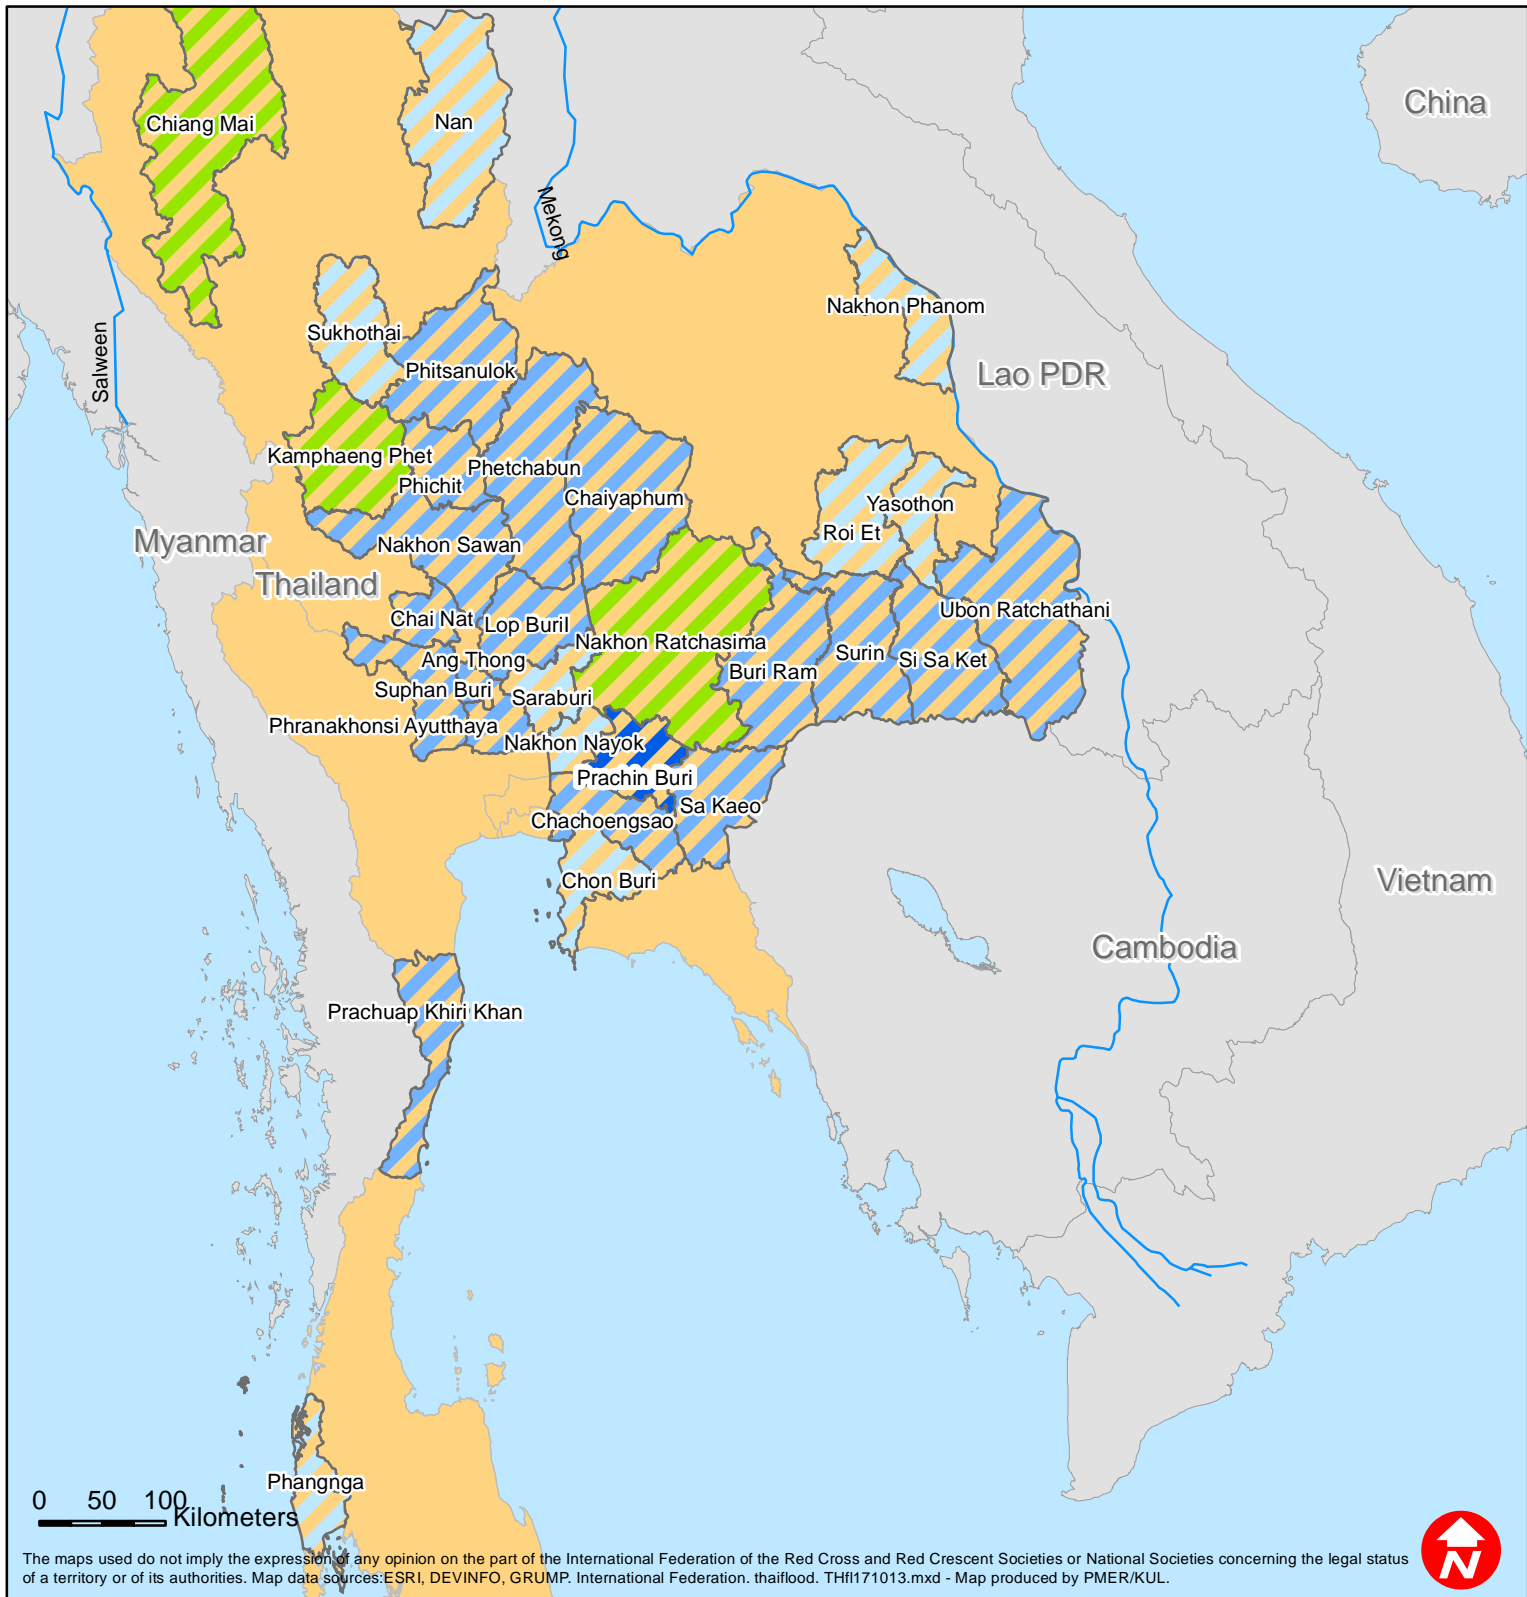 China
Chiang Mai
Nan
Mekong
Nakhon Phanom
Sukhothai
Salween
Phitsanulok
Lao PDR
Kamphaeng Phet
Phetchabun
Phichit
Chaiyaphum
Yasothon
Roi Et
Myanmar
Nakhon Sawan
Thailand
Ubon Ratchathani
Chai Nat
Lop BuriI
Nakhon Ratchasima
Surin
Ang Thong
Si Sa Ket
Buri Ram
Suphan Buri
Saraburi
Phranakhonsi Ayutthaya
Nakhon Nayok
Prachin Buri
Sa Kaeo
Chachoengsao
Chon Buri
Vietnam
Cambodia
Prachuap Khiri Khan
Phangnga
0 50 100
Kilometers
N
The maps used do not imply the expression of any opinion on the part of the International Federation of the Red Cross and Red Crescent Societies or National Societies concerning the legal status
of a territory or of its authorities. Map data sources:ESRI, DEVINFO, GRUMP. International Federation. thaiflood. THfl171013.mxd - Map produced by PMER/KUL.